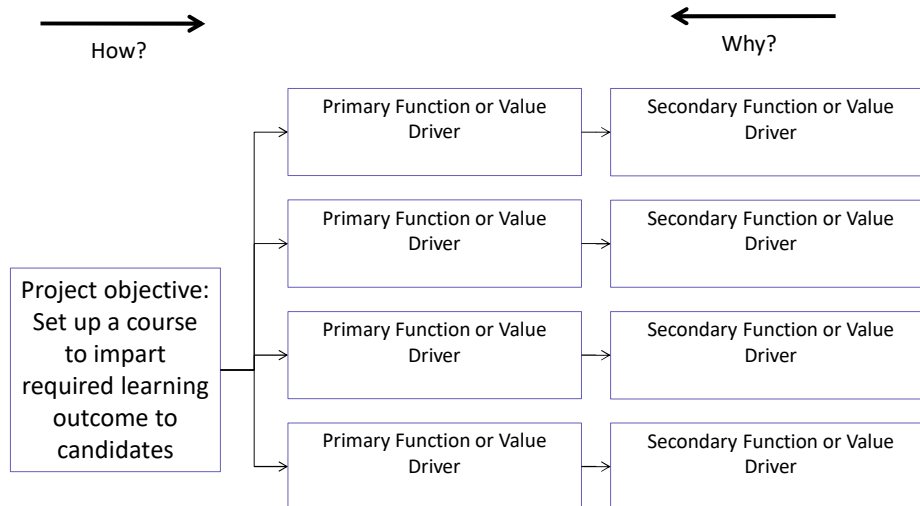 How?
Why?
Primary Function or Value
Driver
Secondary Function or Value
Driver
Primary Function or Value
Driver
Secondary Function or Value
Driver
Project objective:
Set up a course
to impart
required learning
outcome to
candidates
Primary Function or Value
Driver
Secondary Function or Value
Driver
Primary Function or Value
Driver
Secondary Function or Value
Driver